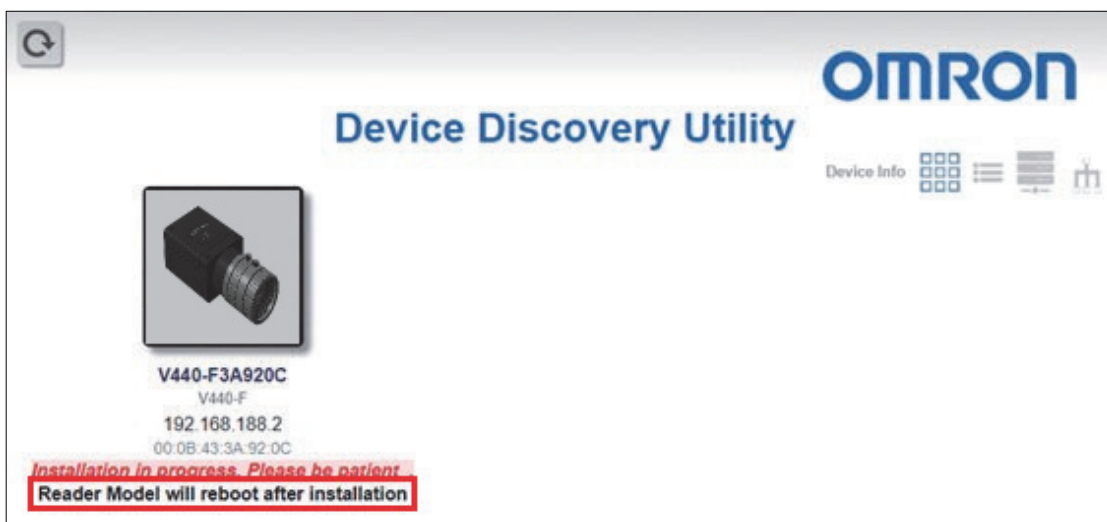 OMRON
Device Discovery Utility
Device Info
V440-F3A920C
V440-F
192.168.188.2
00:0B:43:3A:92:0C
Installation in progress. Please be patient
Reader Model will reboot after installation